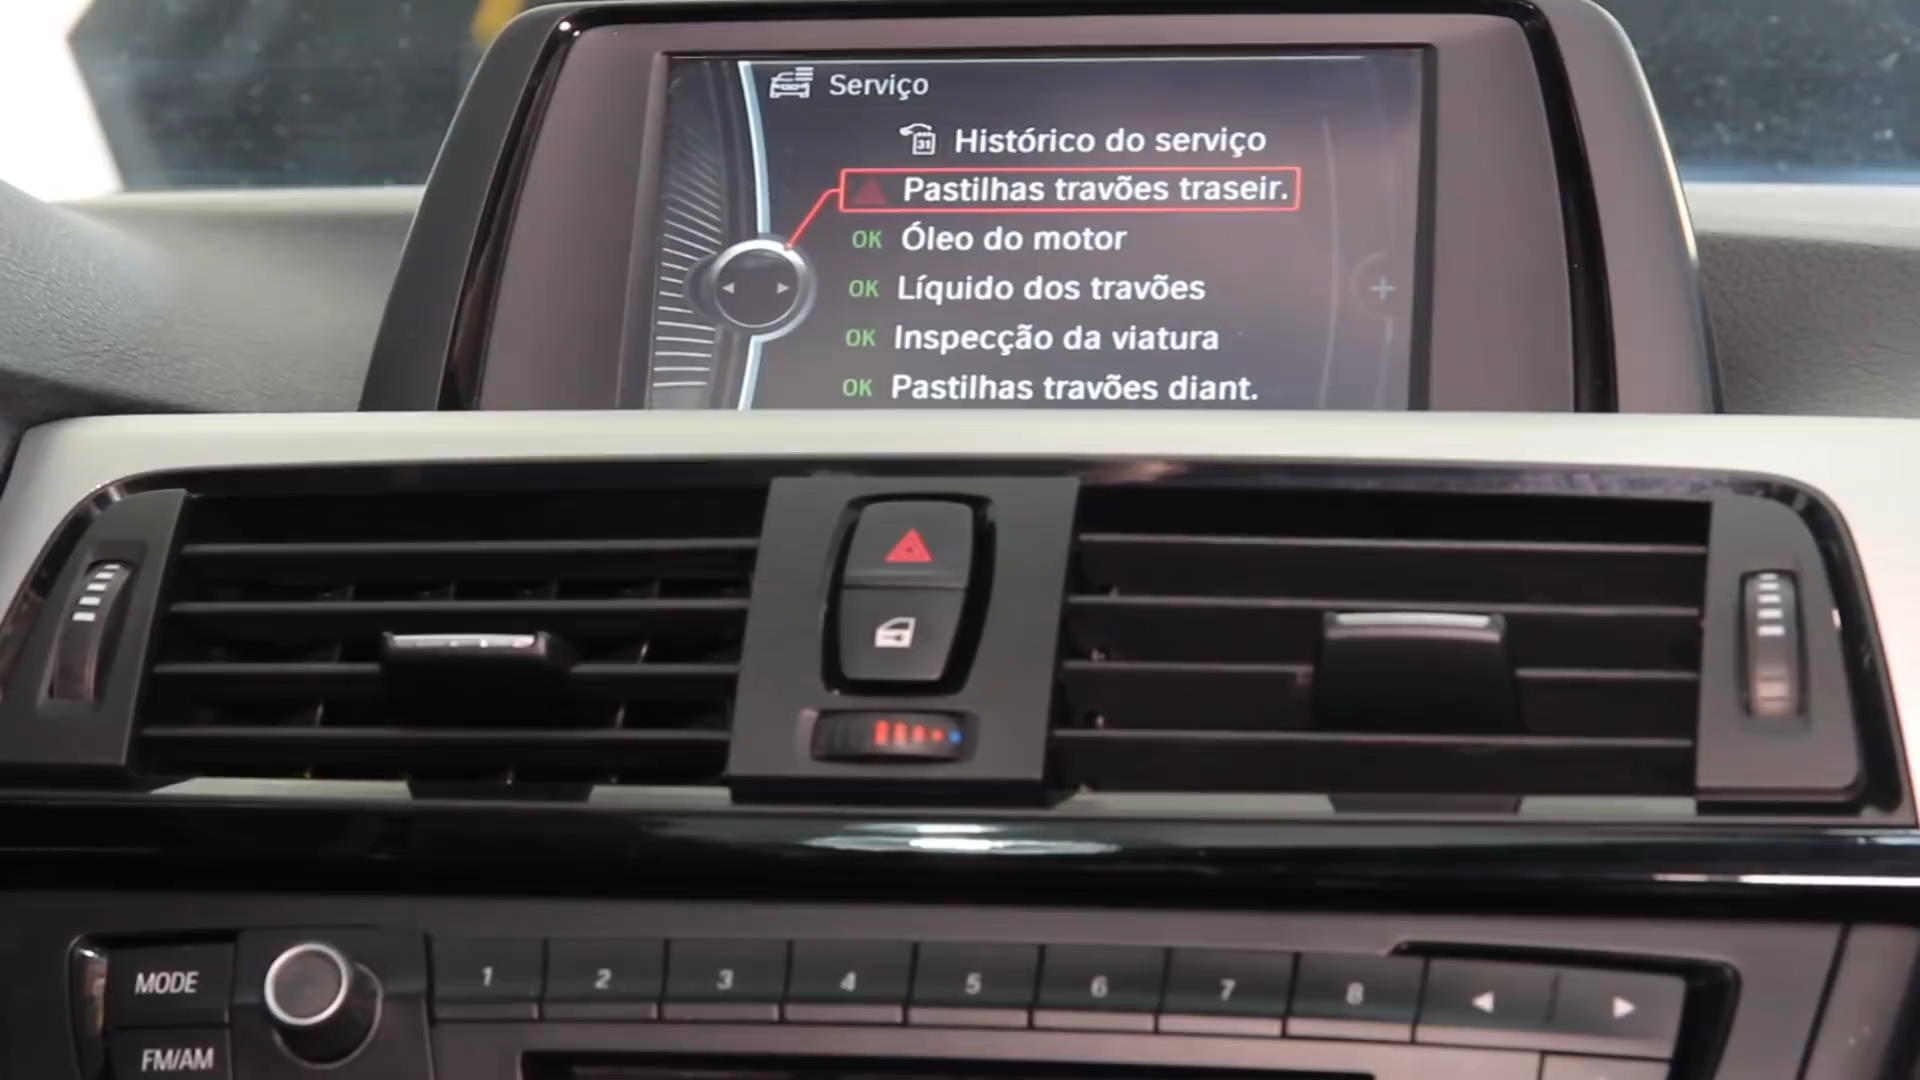 Serviço
31 Histórico do serviço
Pastilhas travões traseir.
OK Óleo do motor
OK Líquido dos travões
OK Inspecção da viatura
OK Pastilhas travões diant.
MODE 1 2 3 4 5 6 7 8
FM/AM